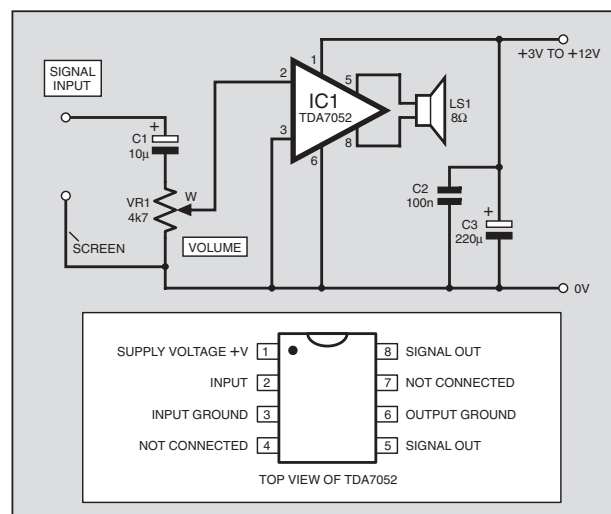 SIGNAL
INPUT
+
C1
10µ
VR1
4k7
W
VOLUME
SCREEN
1
2
3
5
8
6
IC1
TDA7052
LS1
8Ω
+3V TO +12V
C2
100n
+
C3
220µ
0V
SUPPLY VOLTAGE +V 1
INPUT 2
INPUT GROUND 3
NOT CONNECTED 4
8 SIGNAL OUT
7 NOT CONNECTED
6 OUTPUT GROUND
5 SIGNAL OUT
TOP VIEW OF TDA7052